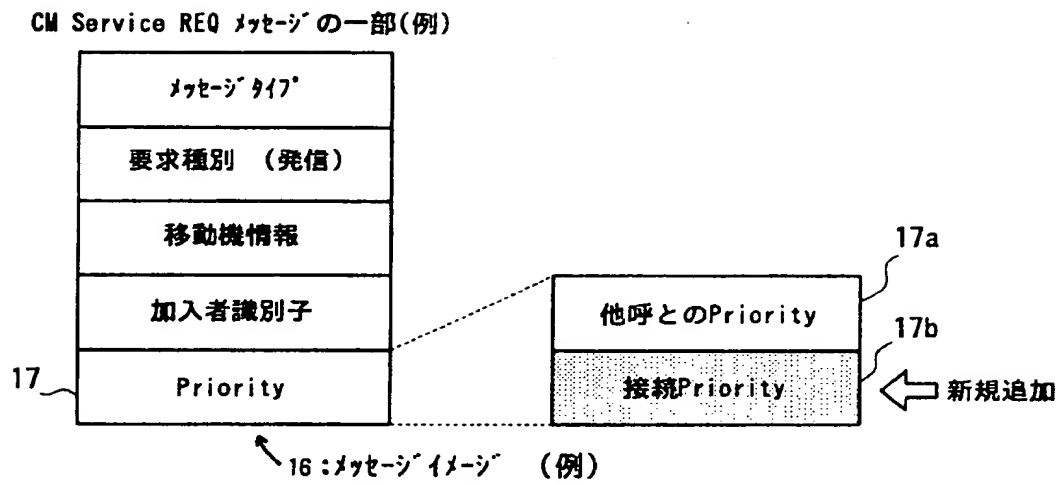 CM Service REQ ﾒｯｾｰｼﾞの一部(例)
ﾒｯｾｰｼﾞﾀｲﾌﾟ
要求種別 (発信)
移動機情報
加入者識別子
17
Priority
17a
他呼とのPriority
17b
接続Priority
新規追加
16:ﾒｯｾｰｼﾞｲﾒｰｼﾞ (例)